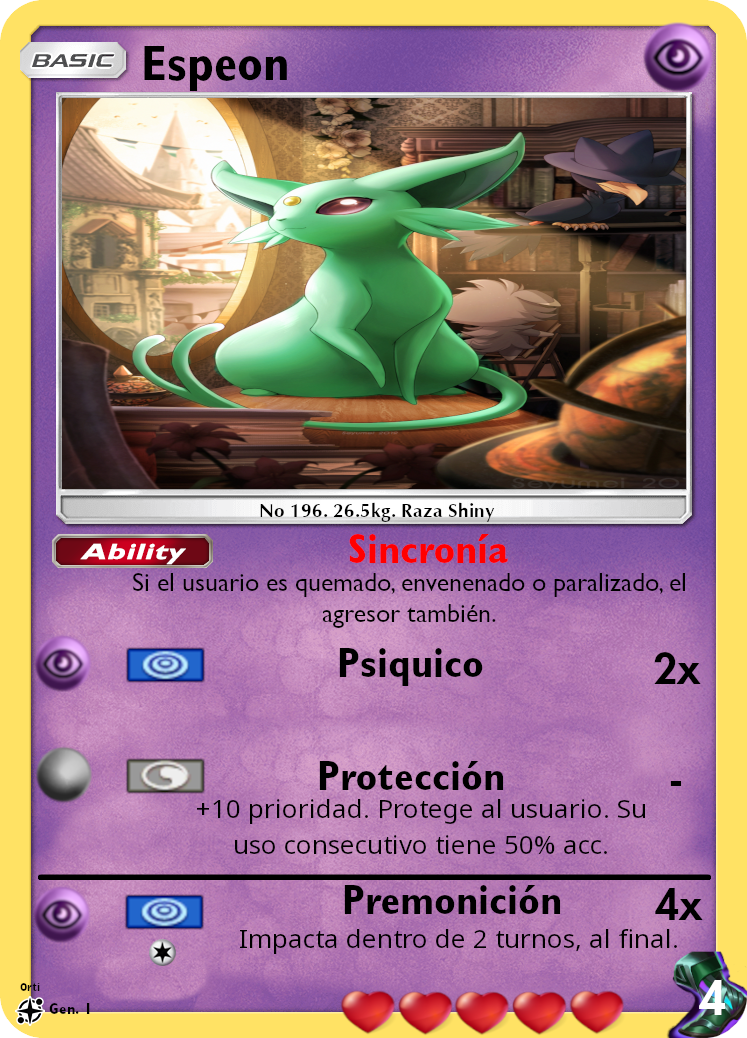 BASIC Espeon
Sovumel 20
No 196. 26.5kg. Raza Shiny
Ability Sincronía
Si el usuario es quemado, envenenado o paralizado, el
agresor también.
Psiquico 2x
Protección -
+10 prioridad. Protege al usuario. Su
uso consecutivo tiene 50% acc.
Premonición 4x
Impacta dentro de 2 turnos, al final.
4
Orti
Gen. I